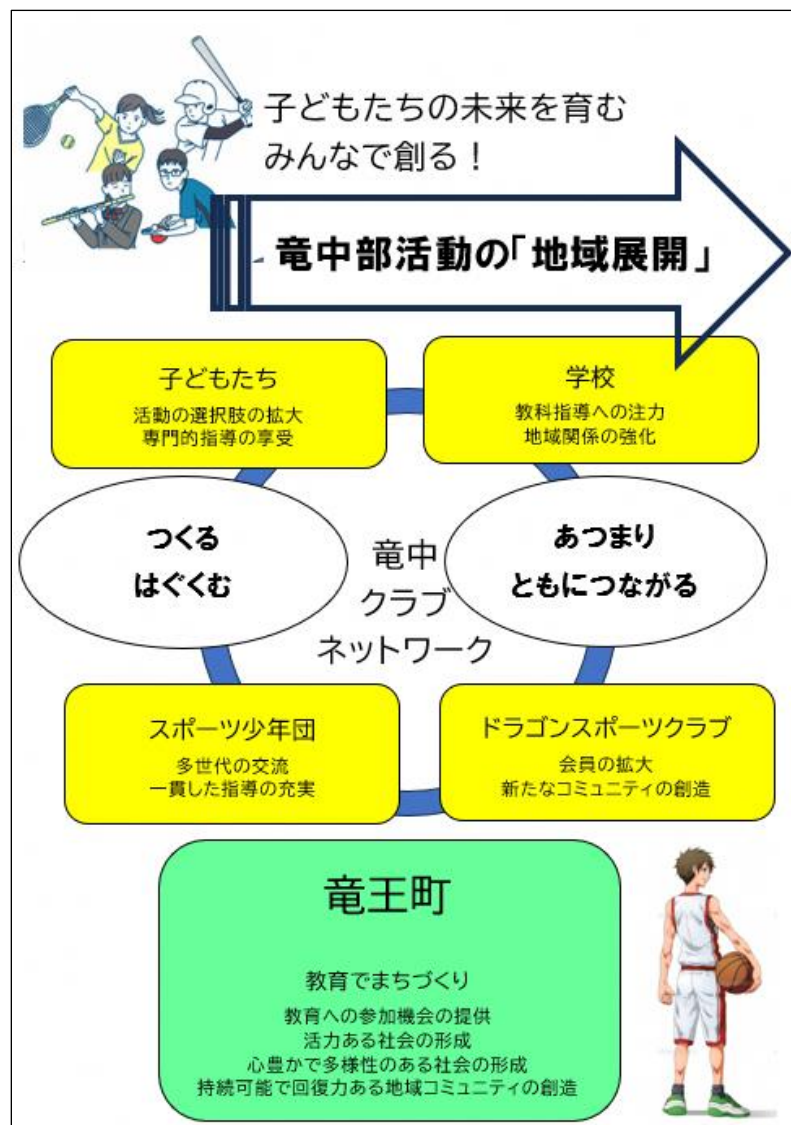 子どもたちの未来を育む
みんなで創る！
竜中部活動の「地域展開」
子どもたち
活動の選択肢の拡大
専門的指導の享受
学校
教科指導への注力
地域関係の強化
つくる
はぐくむ
竜中
クラブ
ネットワーク
あつまり
ともにつながる
スポーツ少年団
多世代の交流
一貫した指導の充実
ドラゴンスポーツクラブ
会員の拡大
新たなコミュニティの創造
竜王町
教育でまちづくり
教育への参加機会の提供
活力ある社会の形成
心豊かで多様性のある社会の形成
持続可能で回復力ある地域コミュニティの創造